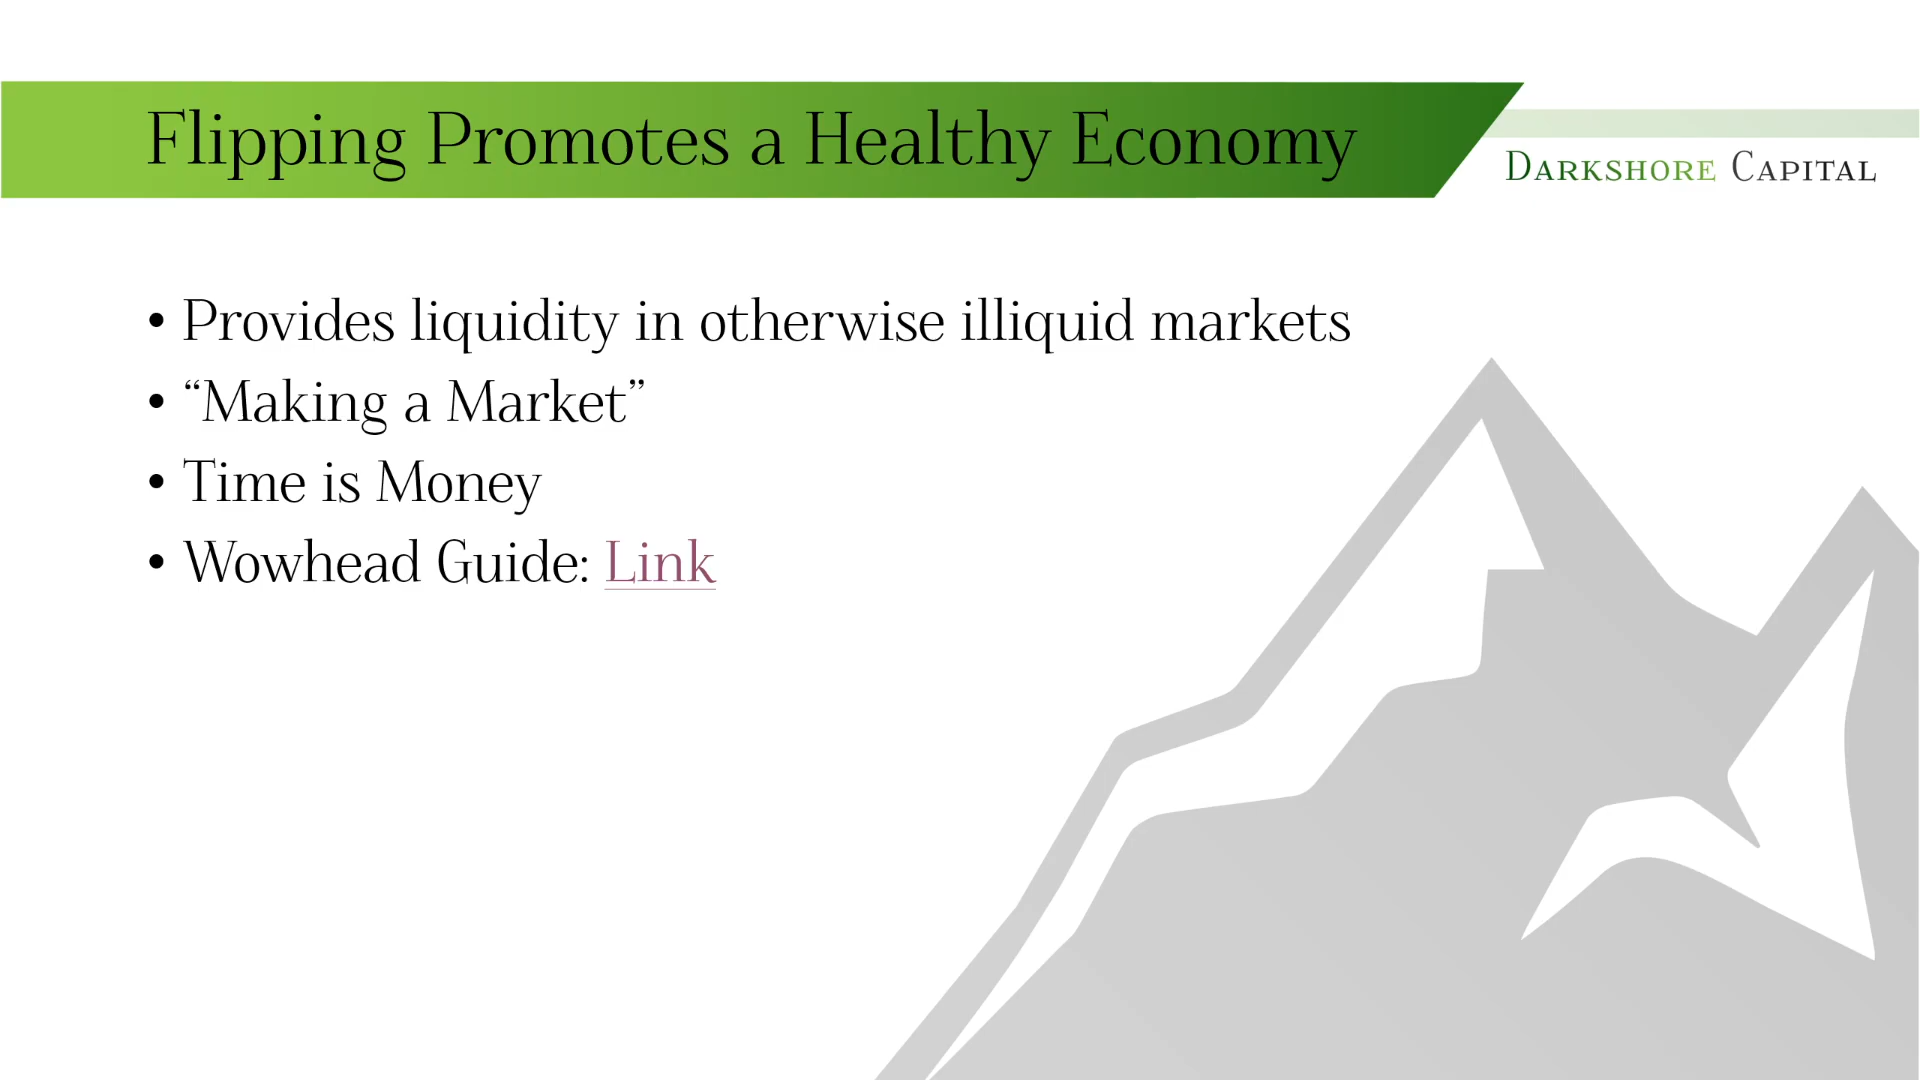 Flipping Promotes a Healthy Economy
Darkshore Capital
• Provides liquidity in otherwise illiquid markets
• “Making a Market”
• Time is Money
• Wowhead Guide: Link